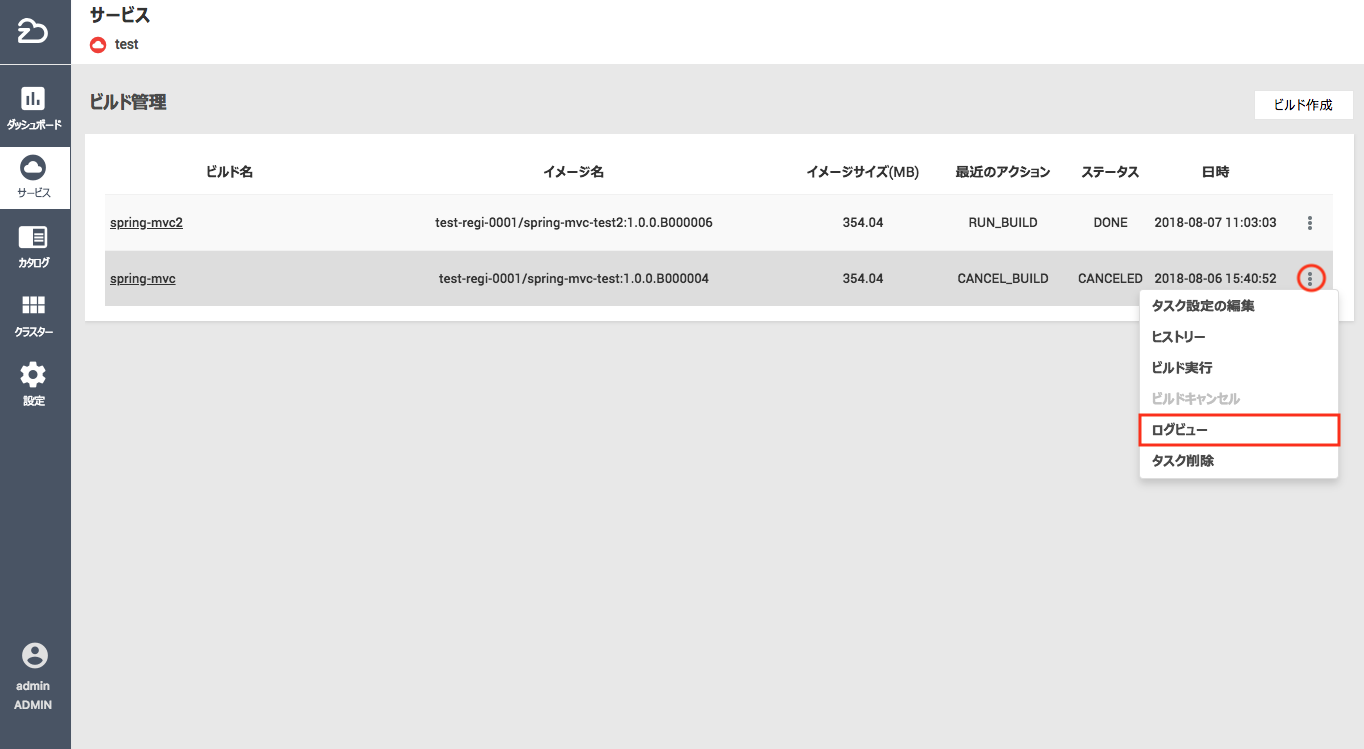 サービス
test
ダッシュボード
サービス
カタログ
クラスター
設定
admin
ADMIN
ビルド管理
ビルド作成
ビルド名 イメージ名 イメージサイズ(MB) 最近のアクション ステータス 日時
spring-mvc2 test-regi-0001/spring-mvc-test2:1.0.0.B000006 354.04 RUN_BUILD DONE 2018-08-07 11:03:03
spring-mvc test-regi-0001/spring-mvc-test:1.0.0.B000004 354.04 CANCEL_BUILD CANCELED 2018-08-06 15:40:52
タスク設定の編集
ヒストリー
ビルド実行
ビルドキャンセル
ログビュー
タスク削除